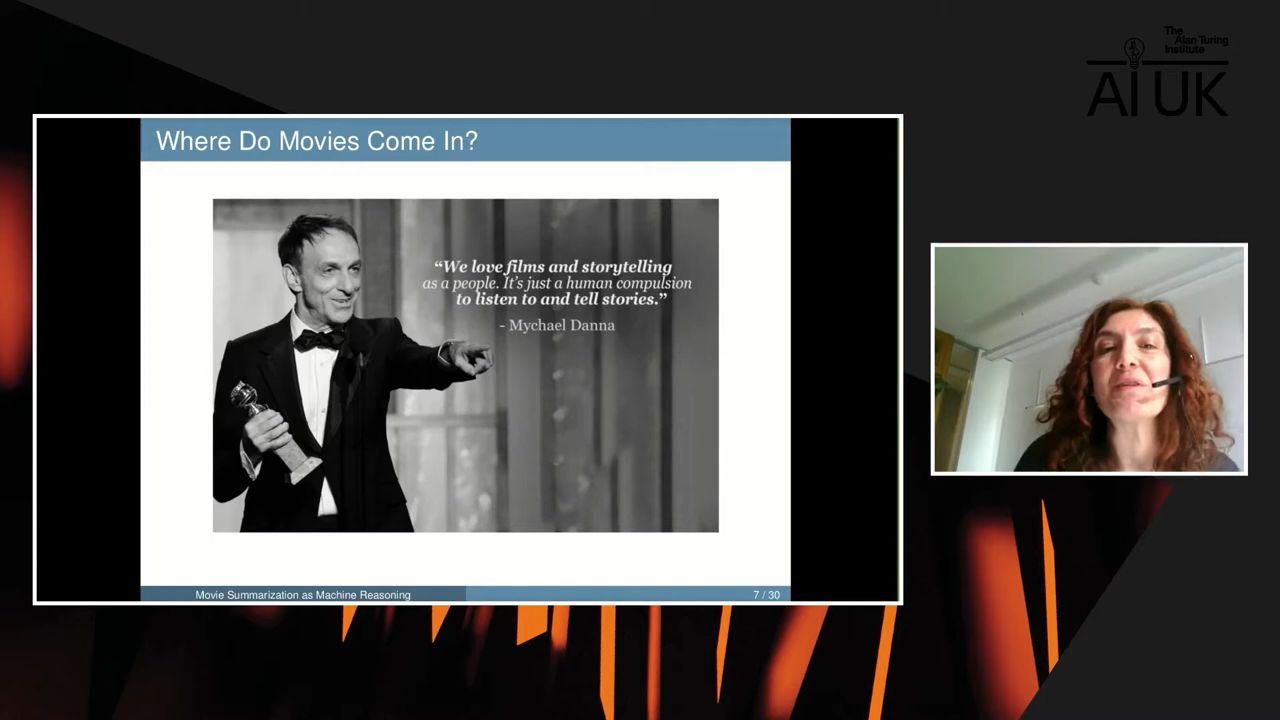 The
Alan Turing
Institute
AI UK
Where Do Movies Come In?
“We love films and storytelling
as a people. It’s just a human compulsion
to listen to and tell stories.”
- Mychael Danna
Movie Summarization as Machine Reasoning
7 / 30